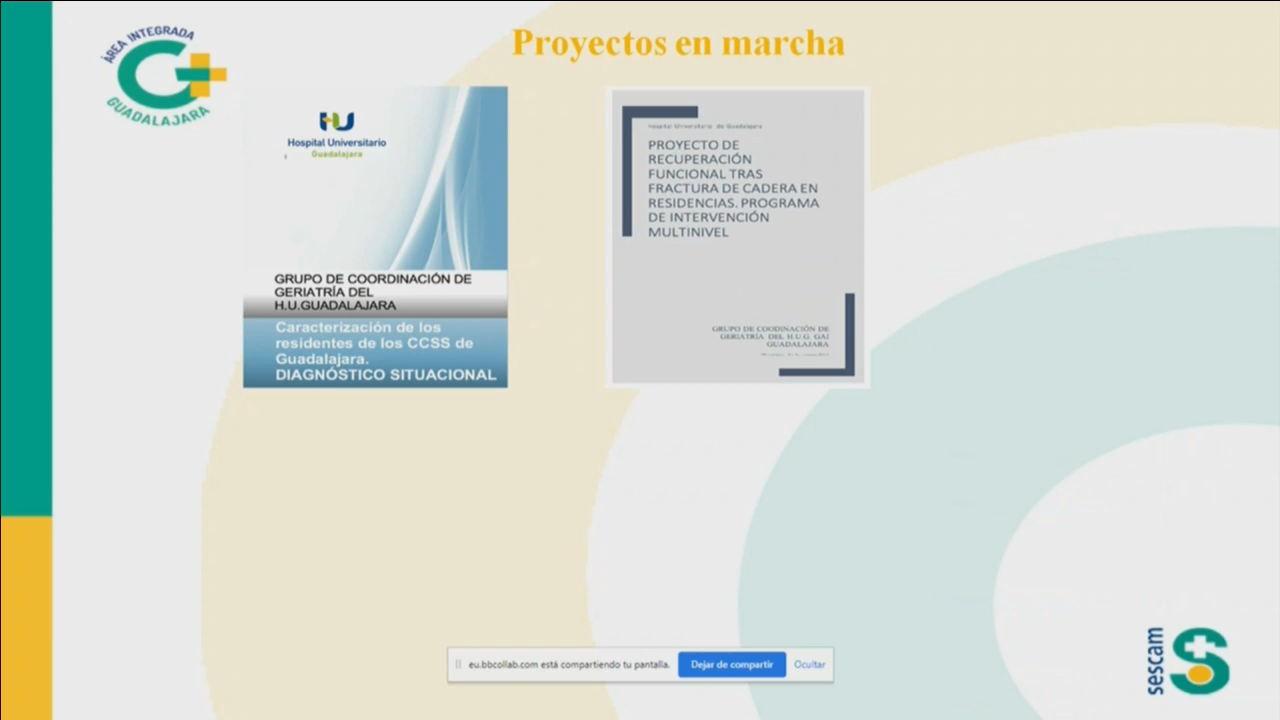 Proyectos en marcha
ÁREA INTEGRADA
GUADALAJARA
HU
Hospital Universitario
Guadalajara
GRUPO DE COORDINACIÓN DE
GERIATRÍA DEL
H.U.GUADALAJARA
Caracterización de los
residentes de los CCSS de
Guadalajara.
DIAGNÓSTICO SITUACIONAL
Hospital Universitario de Guadalajara
PROYECTO DE
RECUPERACIÓN
FUNCIONAL TRAS
FRACTURA DE CADERA EN
RESIDENCIAS. PROGRAMA
DE INTERVENCIÓN
MULTINIVEL
GRUPO DE COODINACIÓN DE
GERIATRÍA DEL H.U.G. GAI
GUADALAJARA
eu.bbcollab.com está compartiendo tu pantalla.
Dejar de compartir
Ocultar
sescam